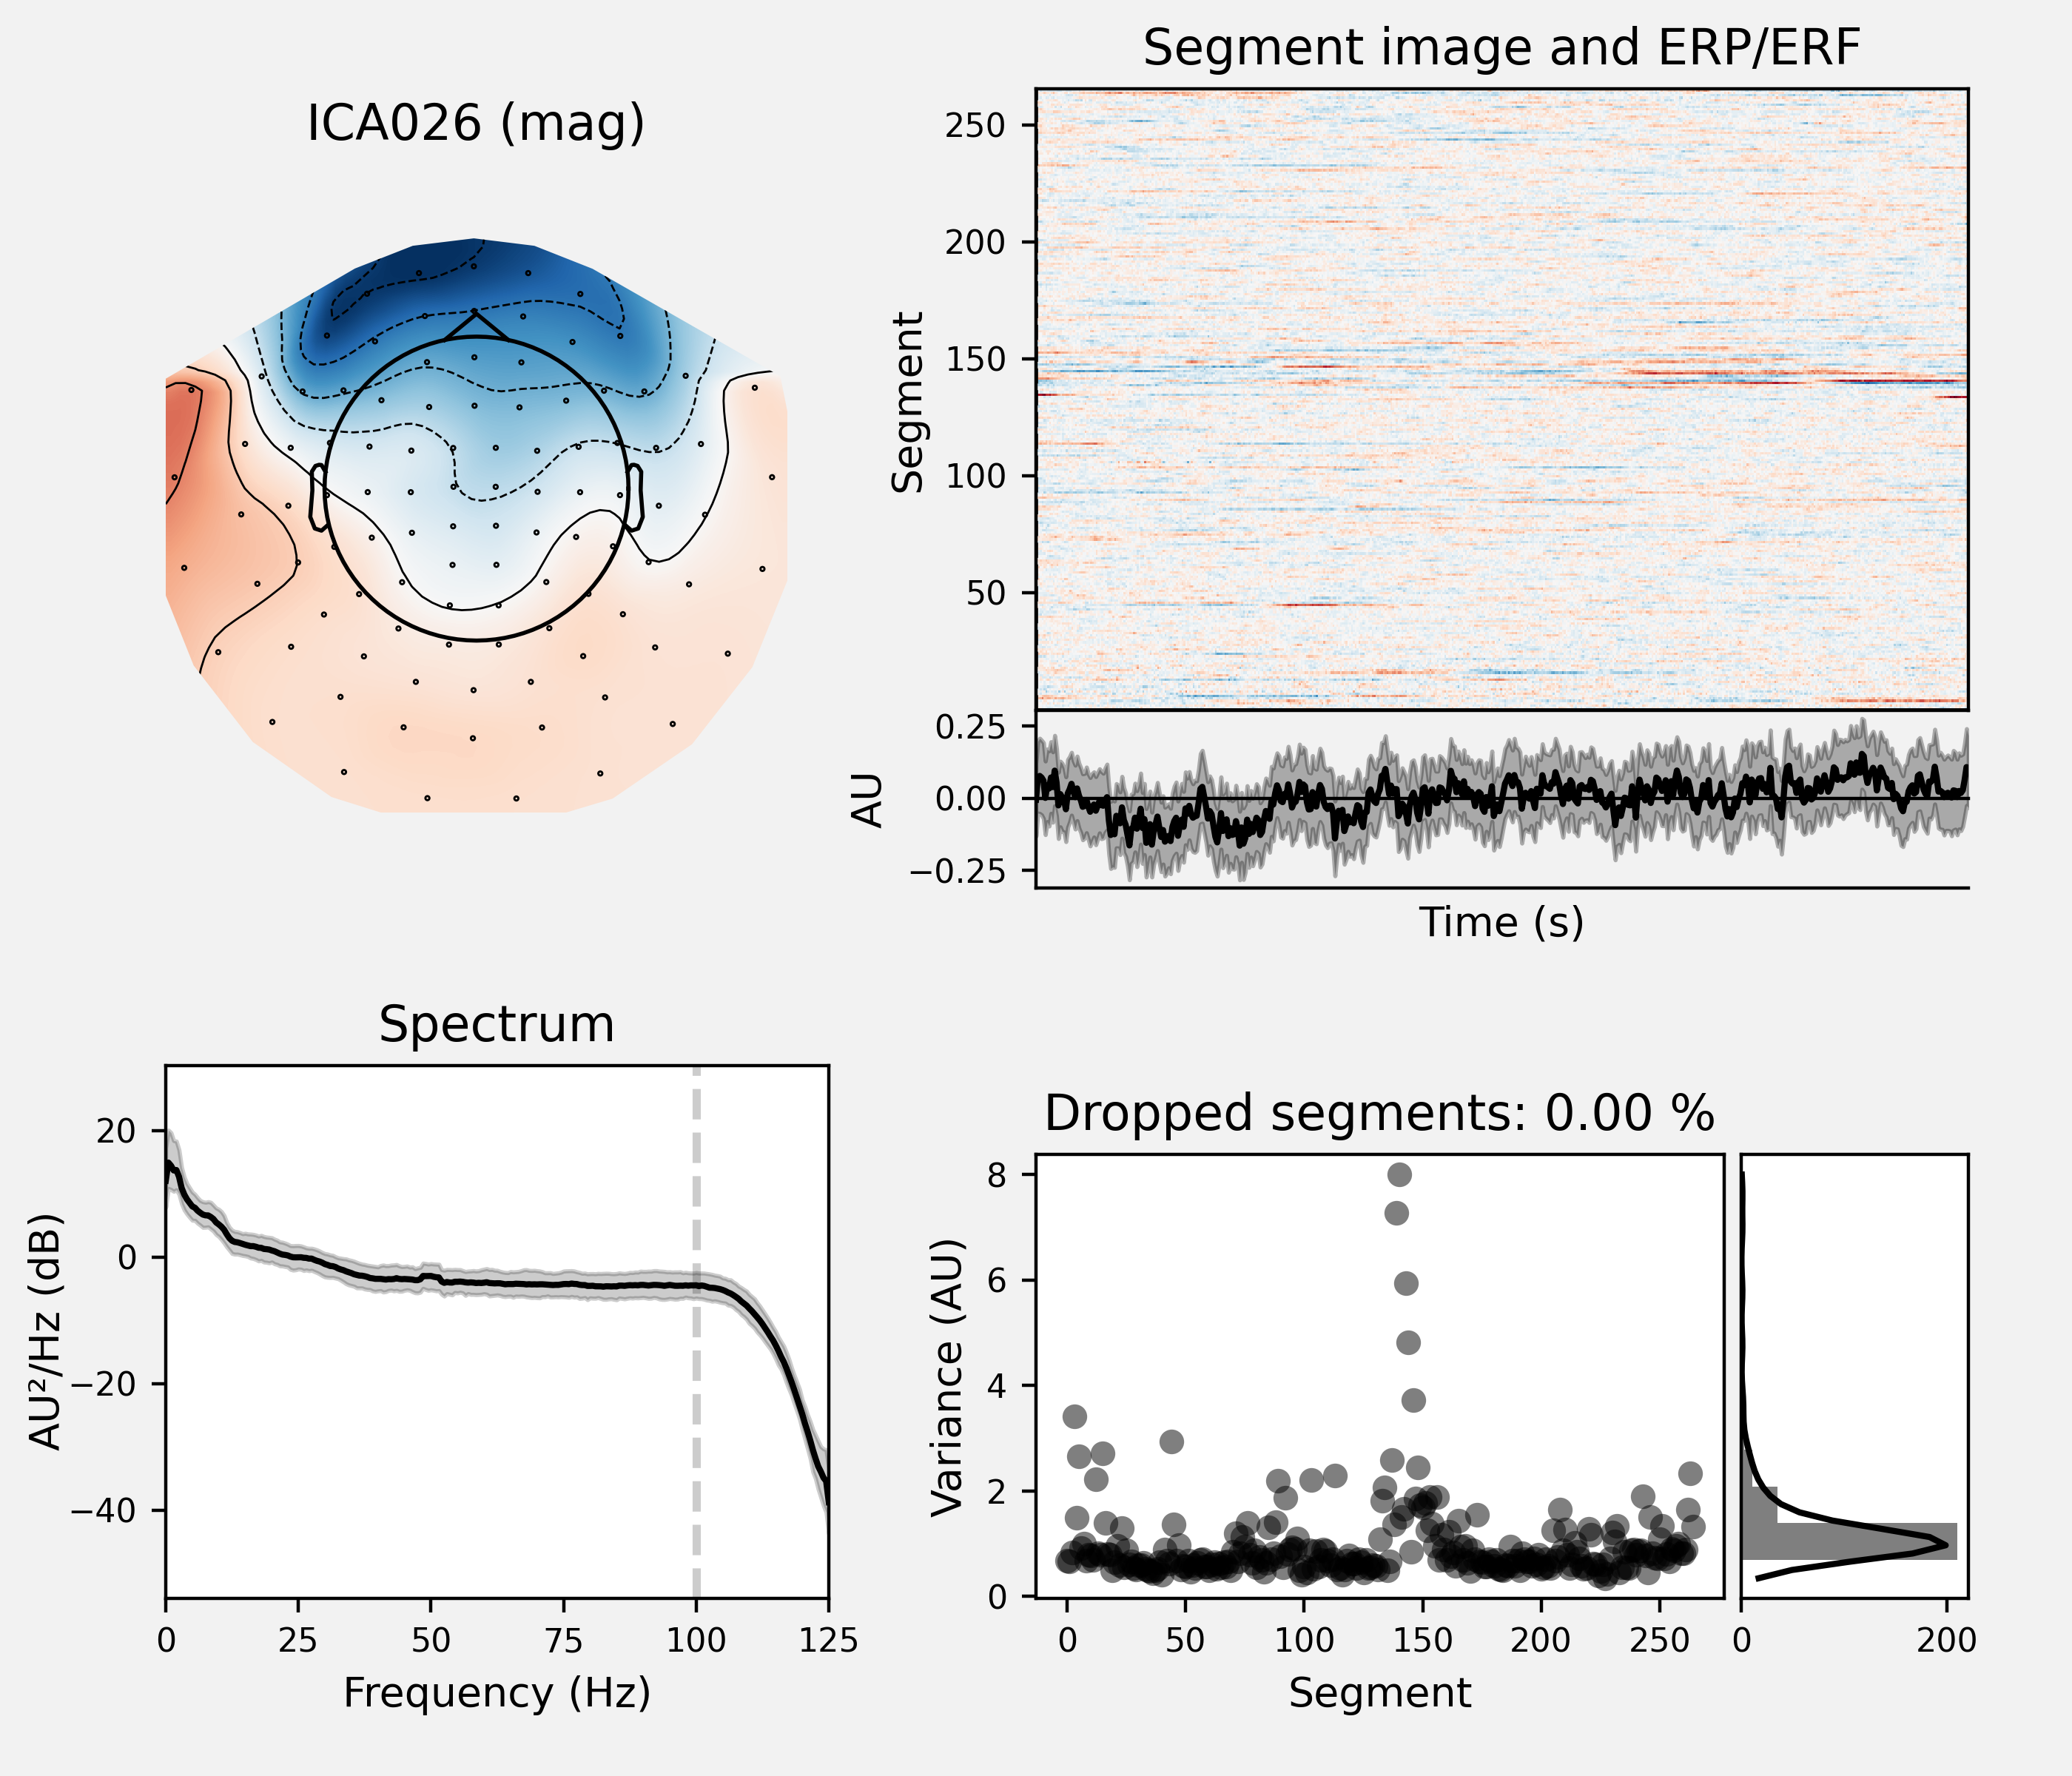 ICA026 (mag)
Segment image and ERP/ERF
Segment
250
200
150
100
50
AU
0.25
0.00
−0.25
Time (s)
Spectrum
AU²/Hz (dB)
20
0
−20
−40
0 25 50 75 100 125
Frequency (Hz)
Dropped segments: 0.00 %
Variance (AU)
8
6
4
2
0
0 50 100 150 200 250
Segment
0 200